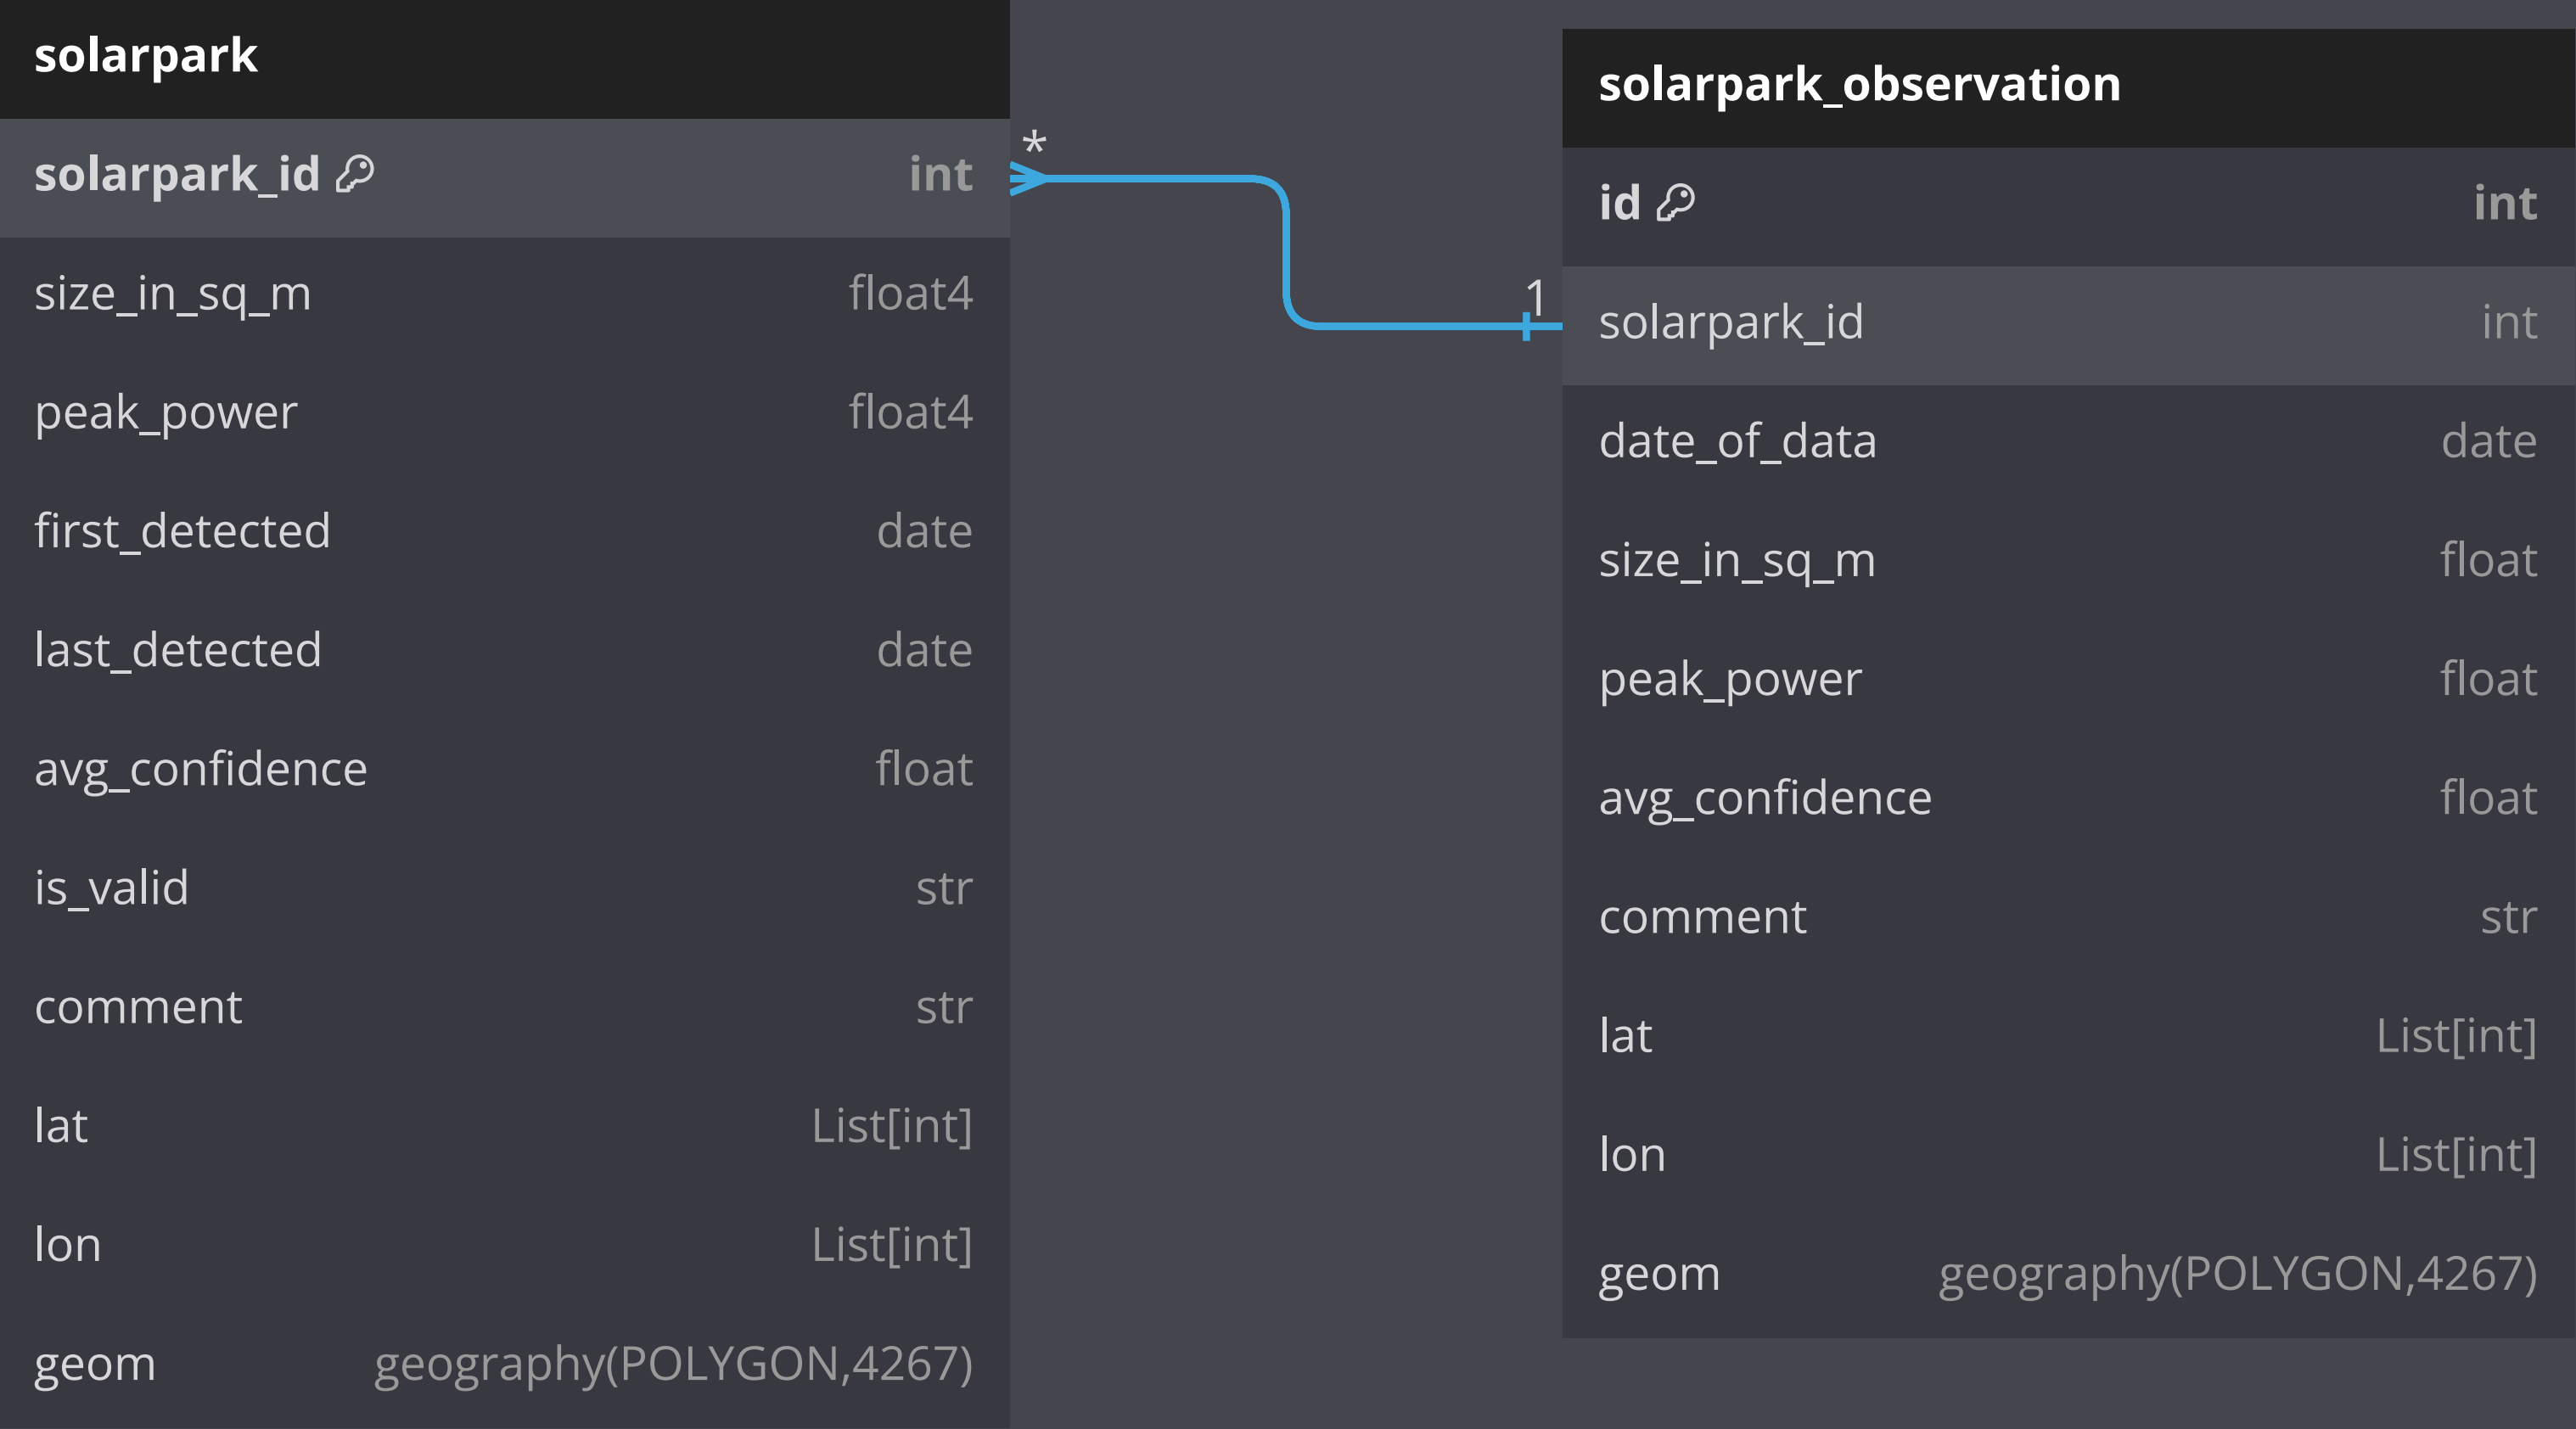 solarpark
solarpark_id int
size_in_sq_m float4
peak_power float4
first_detected date
last_detected date
avg_confidence float
is_valid str
comment str
lat List[int]
lon List[int]
geom geography(POLYGON,4267)
*
1
solarpark_observation
id int
solarpark_id int
date_of_data date
size_in_sq_m float
peak_power float
avg_confidence float
comment str
lat List[int]
lon List[int]
geom geography(POLYGON,4267)